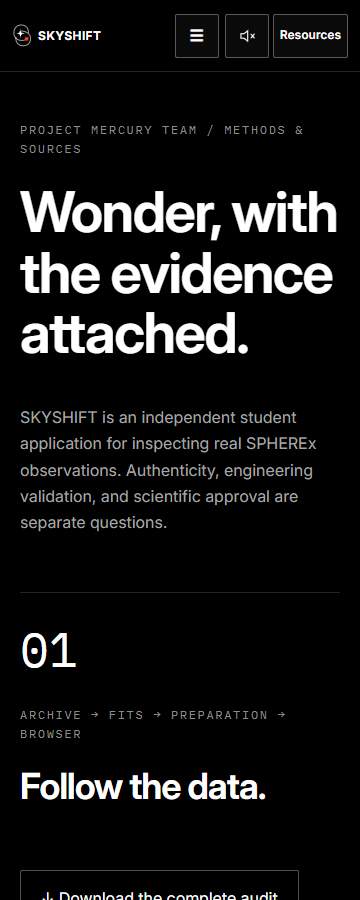 SKYSHIFT
Resources
PROJECT MERCURY TEAM / METHODS &
SOURCES
Wonder, with
the evidence
attached.
SKYSHIFT is an independent student
application for inspecting real SPHEREx
observations. Authenticity, engineering
validation, and scientific approval are
separate questions.
01
ARCHIVE → FITS → PREPARATION →
BROWSER
Follow the data.
↓ Download the complete audit